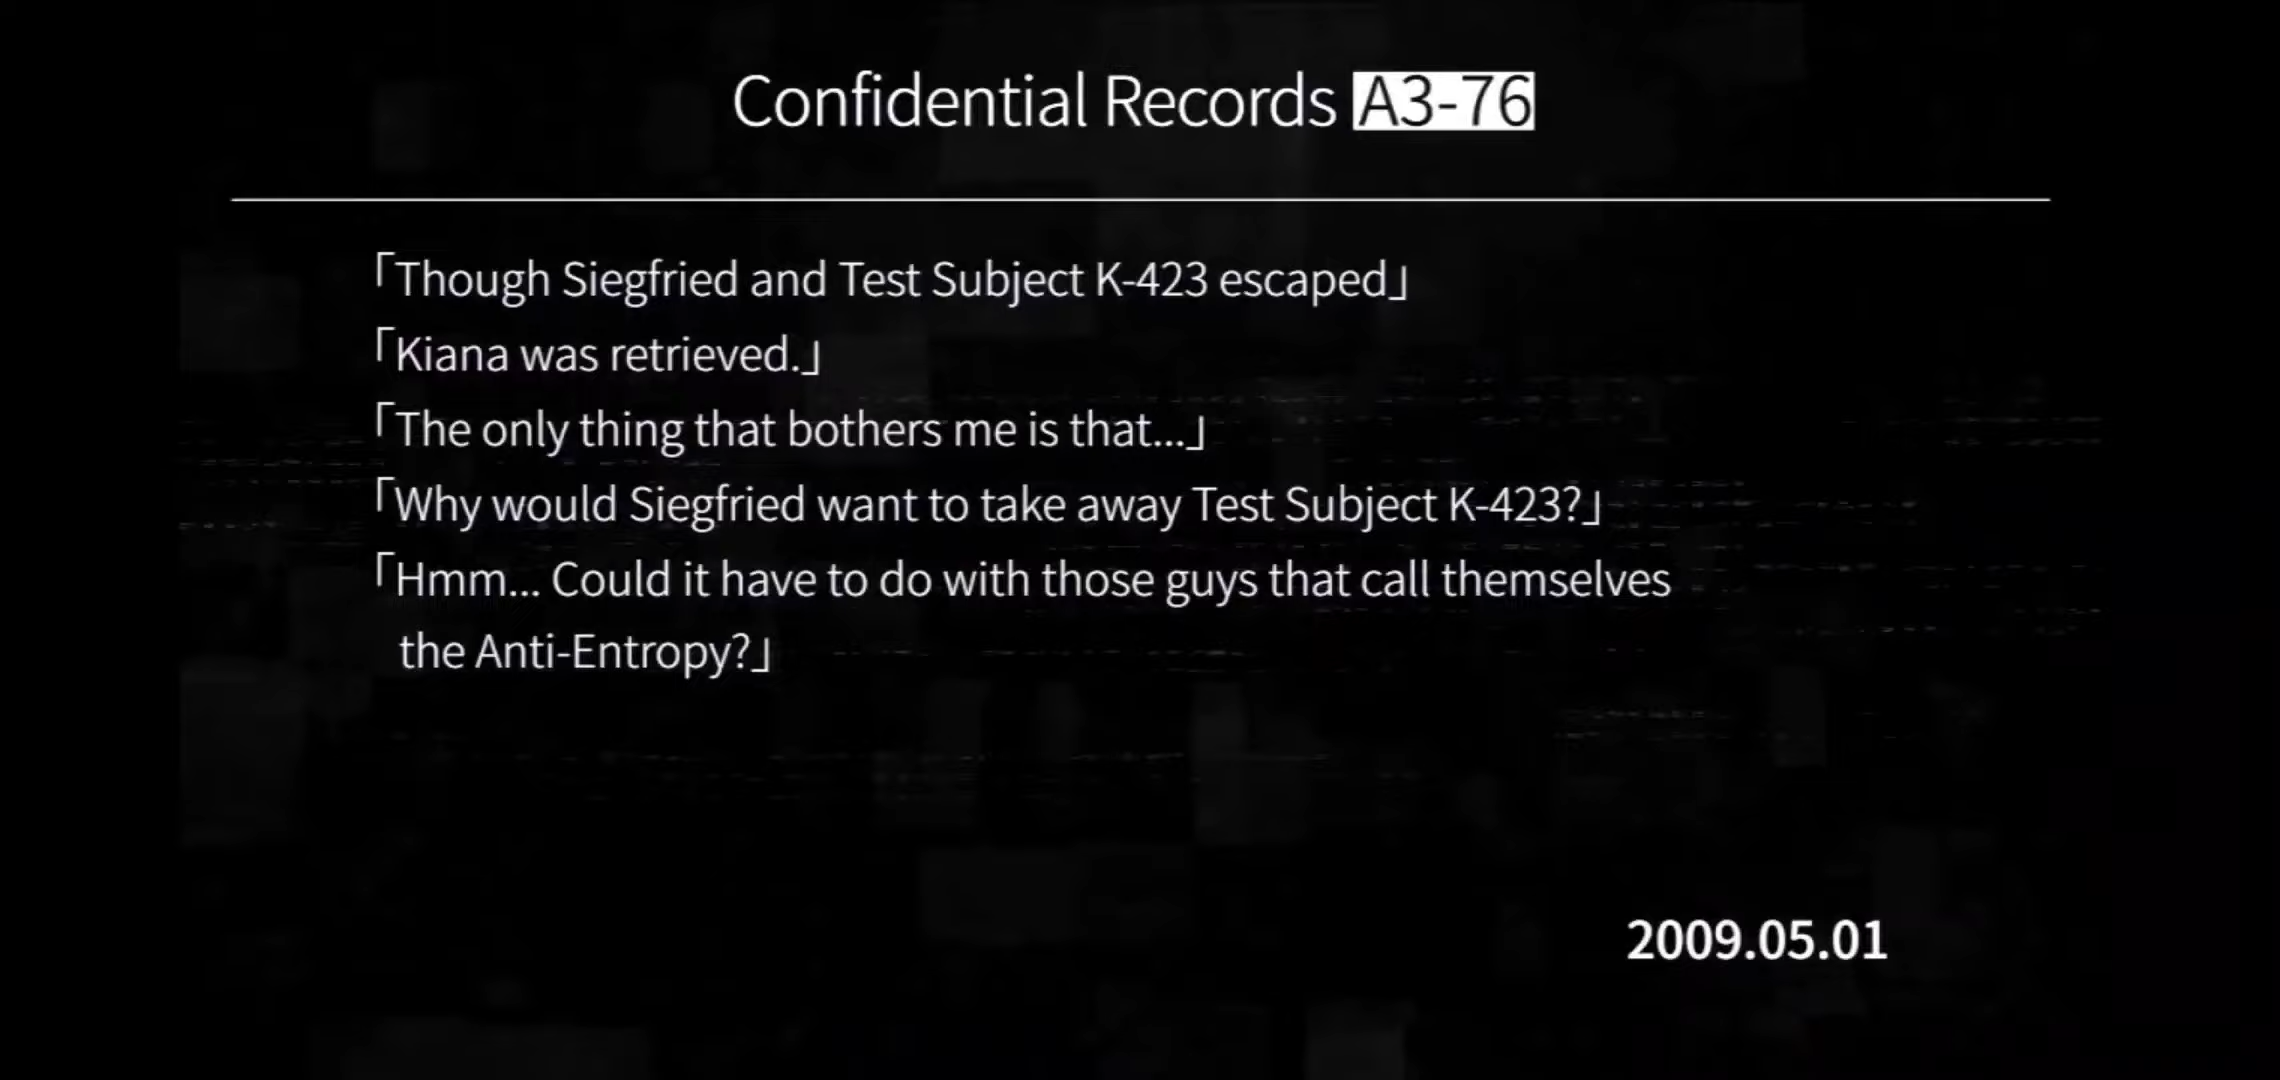 Confidential Records A3-76
「Though Siegfried and Test Subject K-423 escaped」
「Kiana was retrieved.」
「The only thing that bothers me is that...」
「Why would Siegfried want to take away Test Subject K-423?」
「Hmm... Could it have to do with those guys that call themselves
the Anti-Entropy?」
2009.05.01